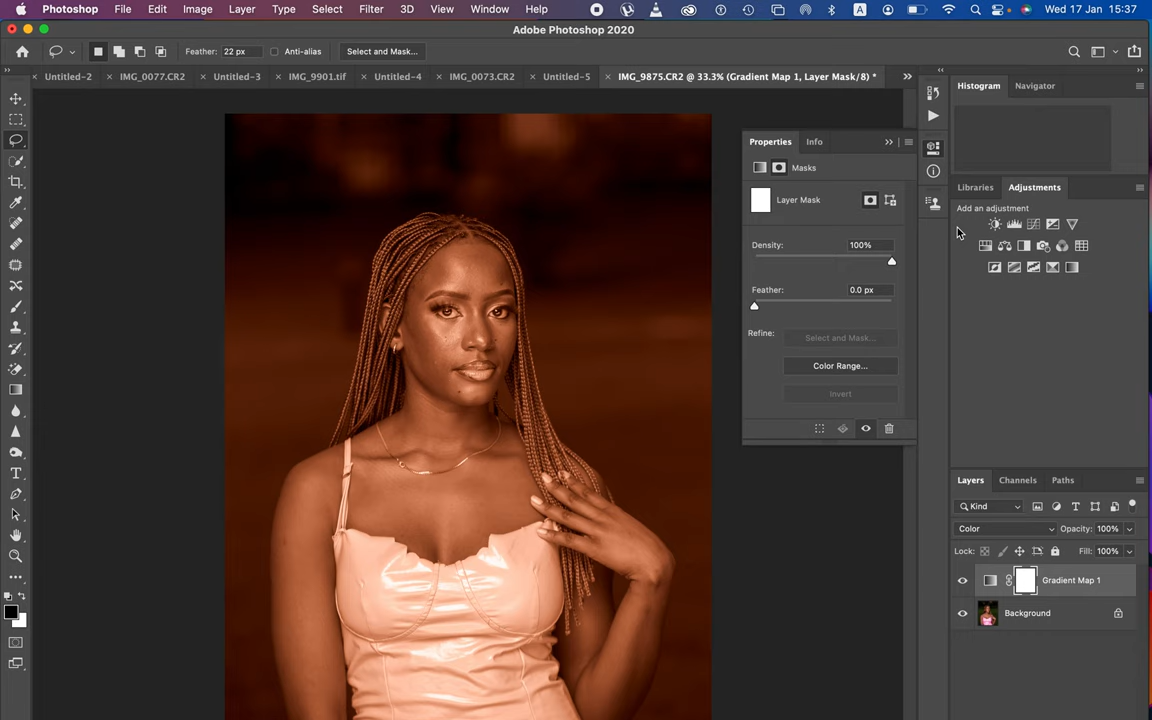 Photoshop File Edit Image Layer Type Select Filter 3D View Window Help A Wed 17 Jan 15:37
Adobe Photoshop 2020
Feather: 22 px Anti-alias Select and Mask...
Untitled-2 IMG_0077.CR2 Untitled-3 IMG_9901.tif Untitled-4 IMG_0073.CR2 Untitled-5 IMG_9875.CR2 @ 33.3% (Gradient Map 1, Layer Mask/8) *
Histogram Navigator
Properties Info
Masks
Layer Mask
Density: 100%
Feather: 0.0 px
Refine: Select and Mask...
Color Range...
Invert
Libraries Adjustments
Add an adjustment
Layers Channels Paths
Kind
Color Opacity: 100%
Lock: Fill: 100%
Gradient Map 1
Background